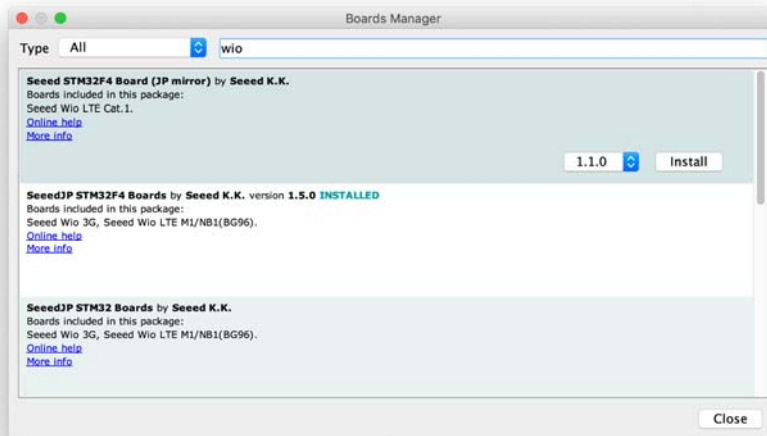 Boards Manager
Type All wio
Seeed STM32F4 Board (JP mirror) by Seeed K.K.
Boards included in this package:
Seeed Wio LTE Cat.1.
Online help
More info
1.1.0 Install
SeeedJP STM32F4 Boards by Seeed K.K. version 1.5.0 INSTALLED
Boards included in this package:
Seeed Wio 3G, Seeed Wio LTE M1/NB1(BG96).
Online help
More info
SeeedJP STM32 Boards by Seeed K.K.
Boards included in this package:
Seeed Wio 3G, Seeed Wio LTE M1/NB1(BG96).
Online help
More info
Close